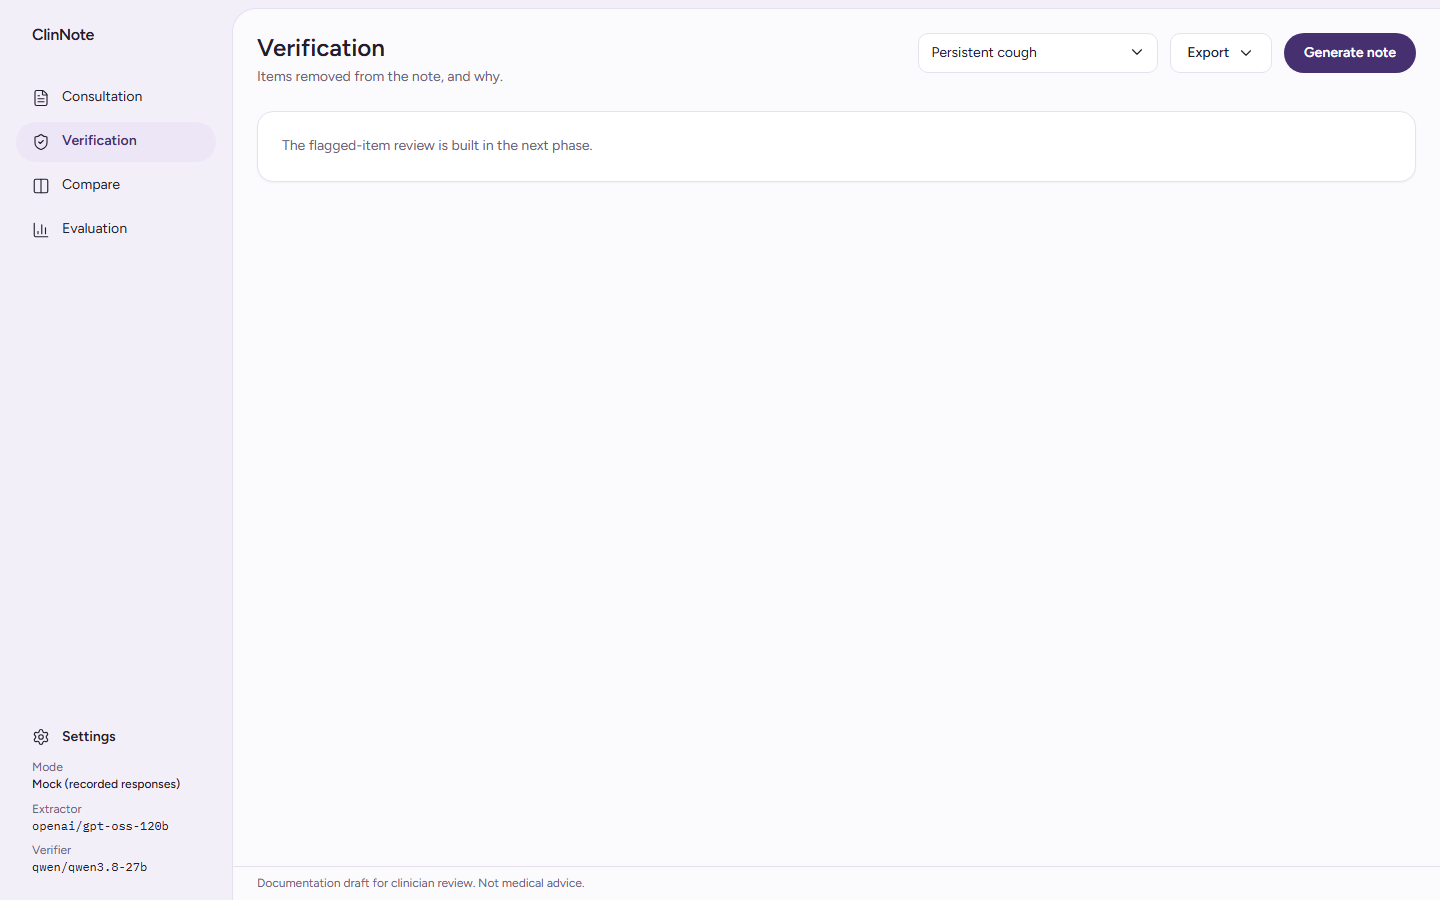 ClinNote
Consultation
Verification
Compare
Evaluation
Settings
Mode
Mock (recorded responses)
Extractor
openai/gpt-oss-120b
Verifier
qwen/qwen3.8-27b
Verification
Items removed from the note, and why.
Persistent cough
Export
Generate note
The flagged-item review is built in the next phase.
Documentation draft for clinician review. Not medical advice.